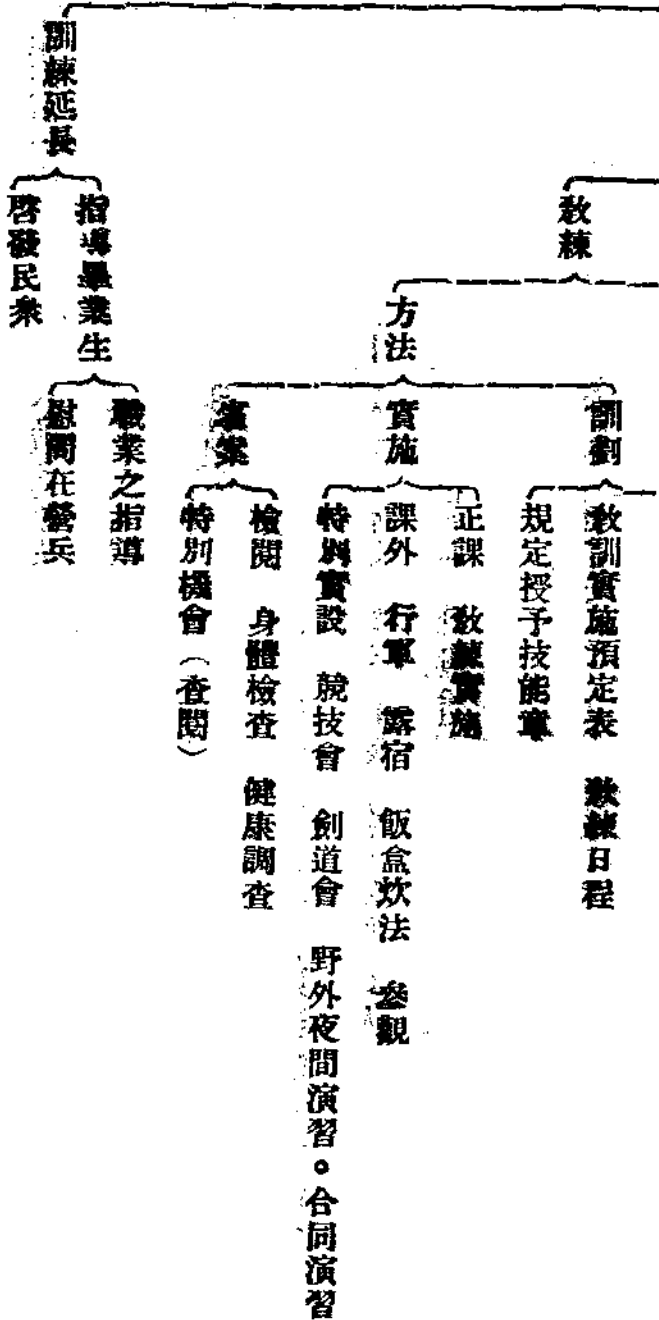 教練
方法
訓劃
教訓實施預定表 教練日程
規定授予技能章
實施
正課 教練實施
課外 行軍 露宿 飯盒炊法 參觀
特別實設 競技會 劍道會 野外夜間演習。合同演習
檢閱 身體檢查 健康調查
特別機會（查閱）
訓練延長
指導畢業生
職業之指導
慰問在營兵
啓發民衆